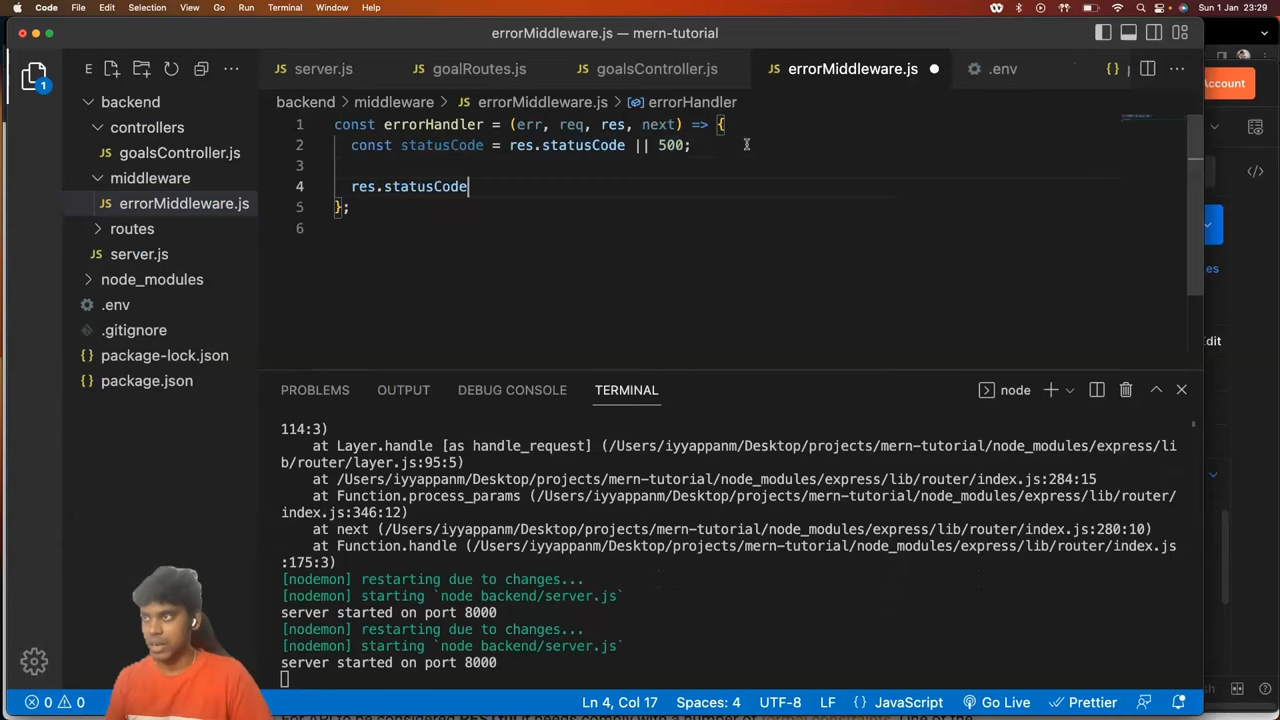 Code File Edit Selection View Go Run Terminal Window Help Sun 1 Jan 23:29
errorMiddleware.js — mern-tutorial
E server.js goalRoutes.js goalsController.js errorMiddleware.js .env
backend > middleware > JS errorMiddleware.js > errorHandler
1 const errorHandler = (err, req, res, next) => {
2 const statusCode = res.statusCode || 500;
3
4 res.statusCode
5 };
6
1
backend
controllers
JS goalsController.js
middleware
JS errorMiddleware.js
routes
JS server.js
node_modules
.env
.gitignore
{} package-lock.json
{} package.json
ccount
es
dit
PROBLEMS OUTPUT DEBUG CONSOLE TERMINAL node
114:3)
at Layer.handle [as handle_request] (/Users/iyyappanm/Desktop/projects/mern-tutorial/node_modules/express/li
b/router/layer.js:95:5)
at /Users/iyyappanm/Desktop/projects/mern-tutorial/node_modules/express/lib/router/index.js:284:15
at Function.process_params (/Users/iyyappanm/Desktop/projects/mern-tutorial/node_modules/express/lib/router/
index.js:346:12)
at next (/Users/iyyappanm/Desktop/projects/mern-tutorial/node_modules/express/lib/router/index.js:280:10)
at Function.handle (/Users/iyyappanm/Desktop/projects/mern-tutorial/node_modules/express/lib/router/index.js
:175:3)
[nodemon] restarting due to changes...
[nodemon] starting `node backend/server.js`
server started on port 8000
[nodemon] restarting due to changes...
[nodemon] starting `node backend/server.js`
server started on port 8000
0 0 Ln 4, Col 17 Spaces: 4 UTF-8 LF JavaScript Go Live Prettier